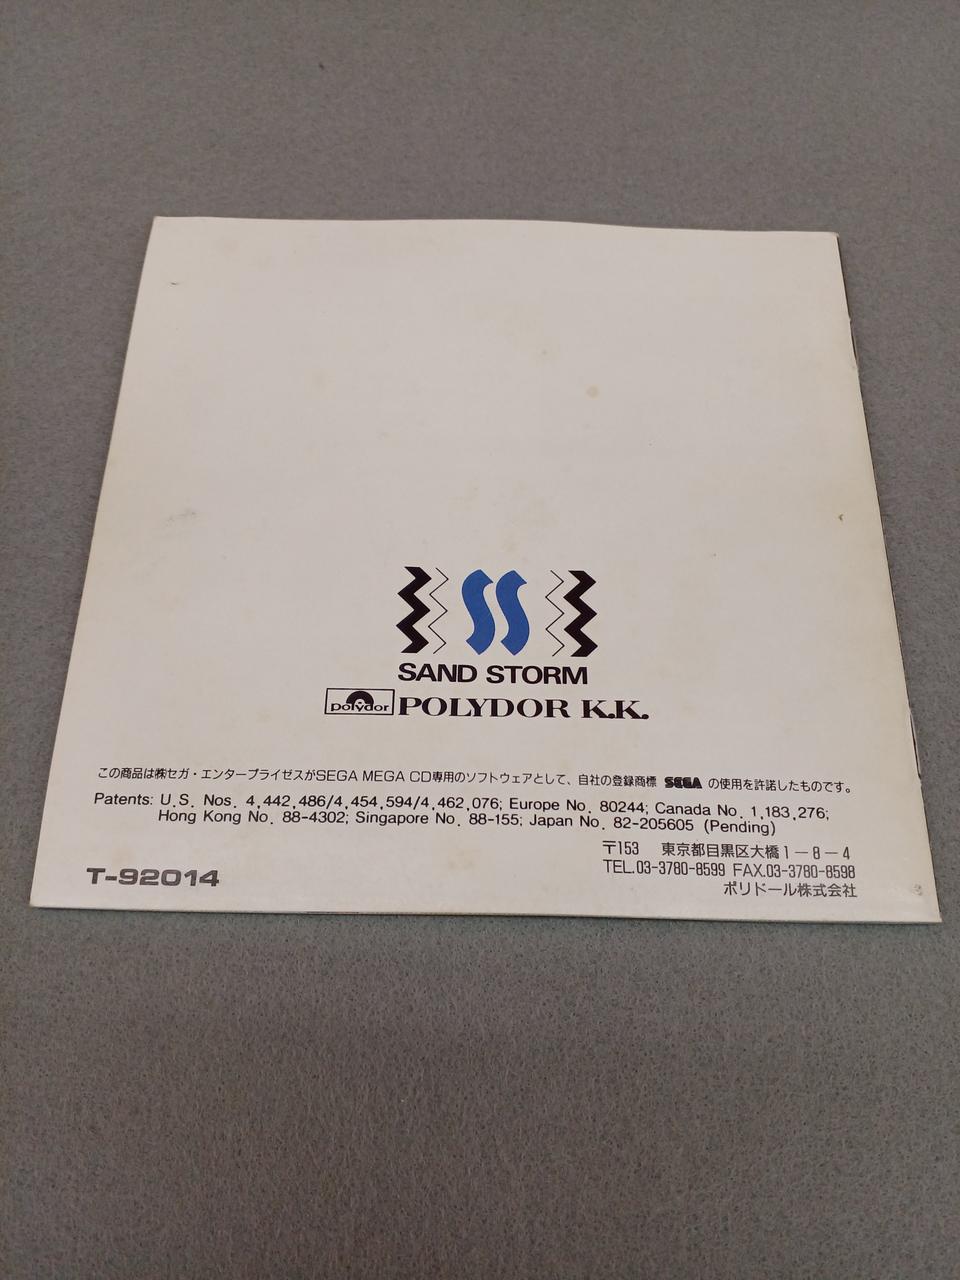 SAND STORM
polydor POLYDOR K.K.
この商品は㈱セガ・エンタープライゼスがSEGA MEGA CD専用のソフトウェアとして、自社の登録商標 SEGA の使用を許諾したものです。
Patents: U.S. Nos. 4,442,486/4,454,594/4,462,076; Europe No. 80244; Canada No. 1,183,276;
Hong Kong No. 88-4302; Singapore No. 88-155; Japan No. 82-205605 (Pending)
〒153 東京都目黒区大橋1-8-4
TEL.03-3780-8599 FAX.03-3780-8598
ポリドール株式会社
T-92014